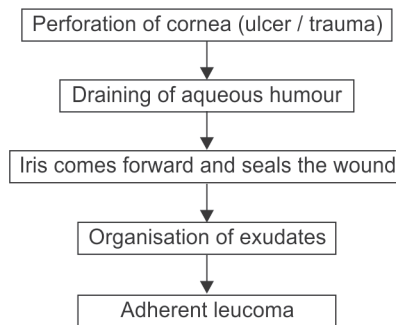 Perforation of cornea (ulcer / trauma)
Draining of aqueous humour
Iris comes forward and seals the wound
Organisation of exudates
Adherent leucoma